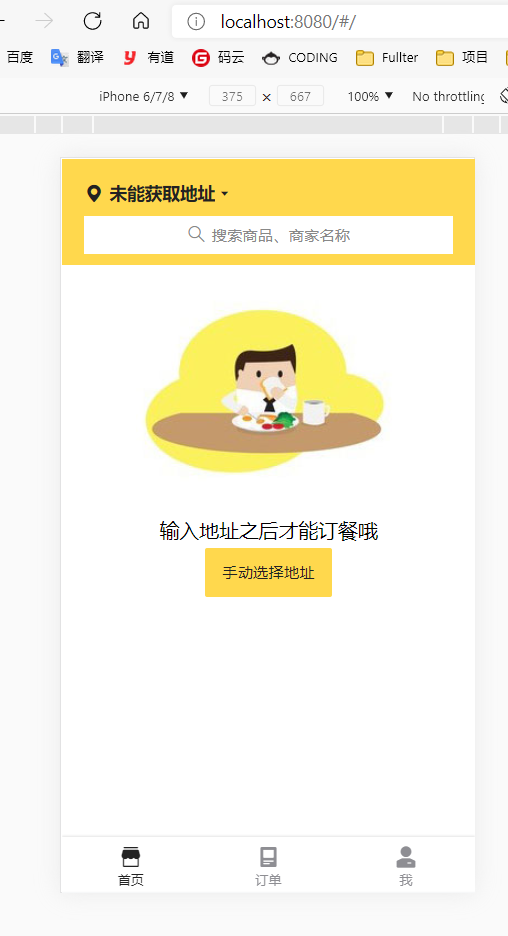 localhost:8080/#/
百度 翻译 有道 码云 CODING Fullter 项目
iPhone 6/7/8 375 × 667 100% No throttling
未能获取地址
搜索商品、商家名称
输入地址之后才能订餐哦
手动选择地址
首页 订单 我